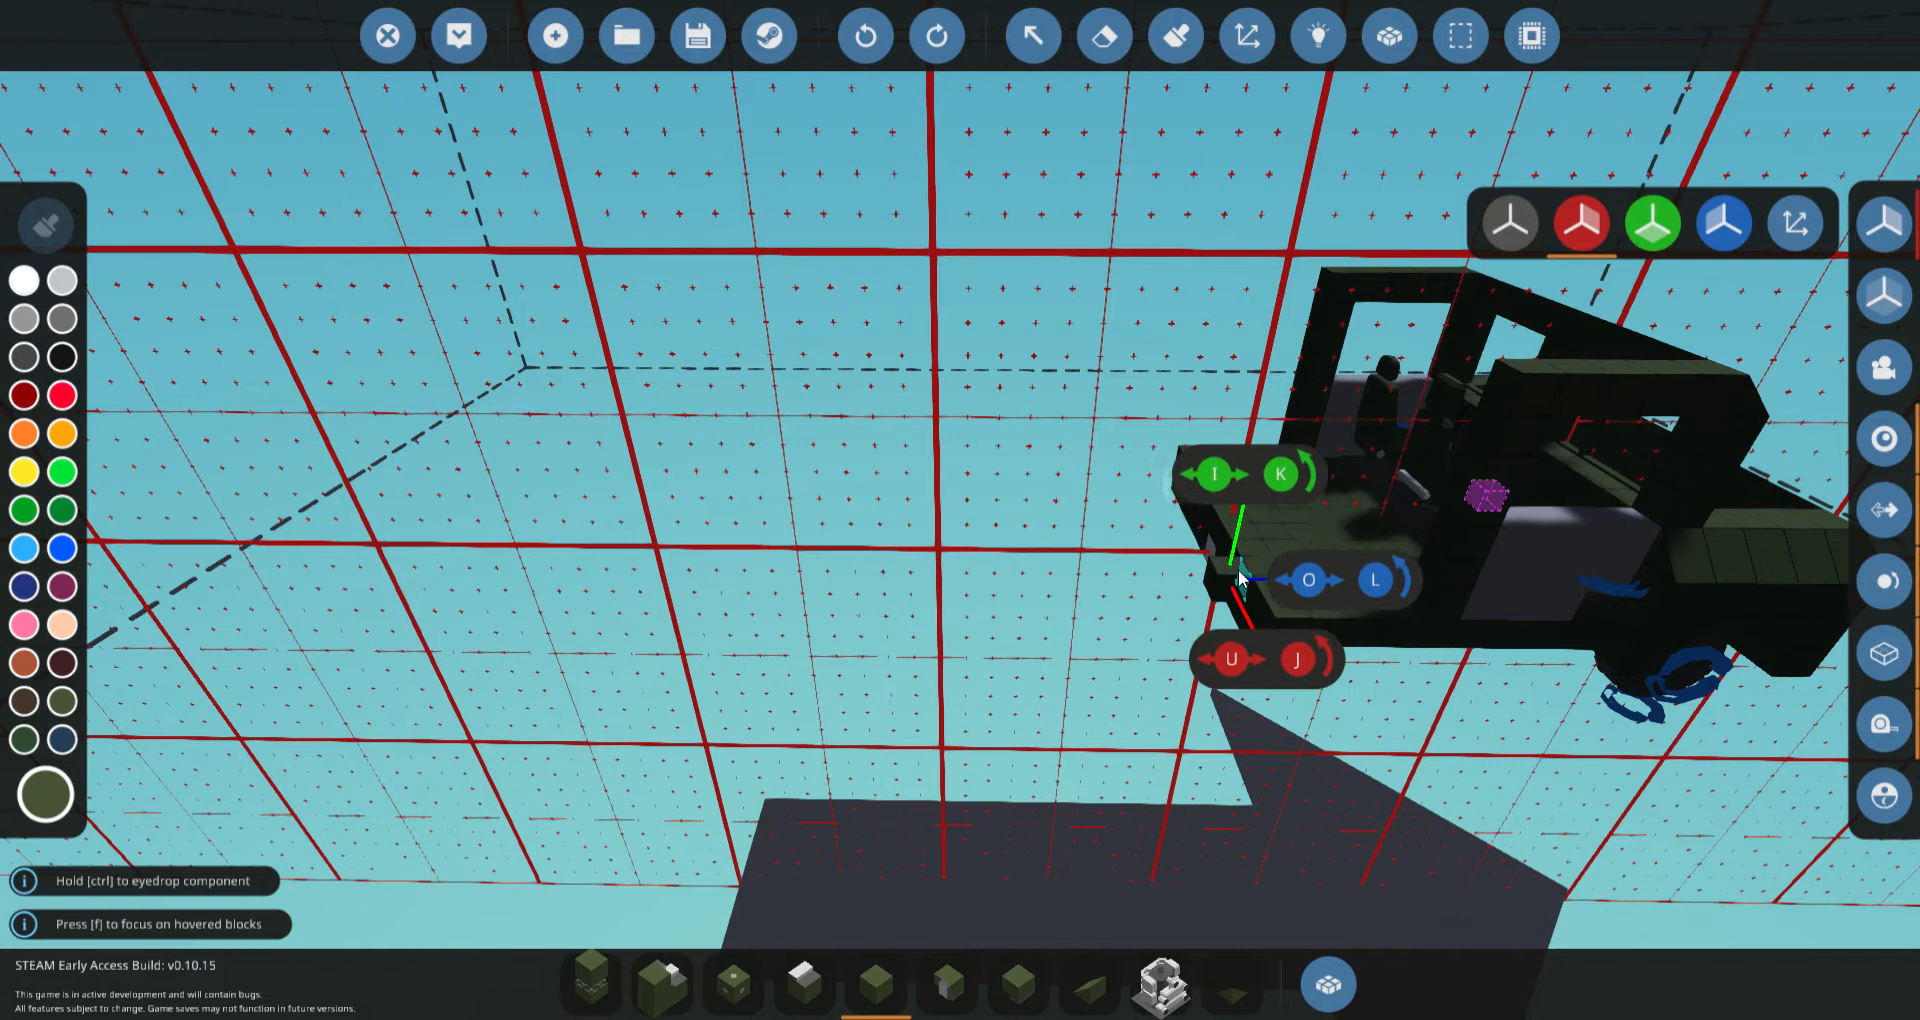 I K
O L
U J
Hold [ctrl] to eyedrop component
Press [f] to focus on hovered blocks
STEAM Early Access Build: v0.10.15
This game is in active development and will contain bugs.
All features subject to change. Game saves may not function in future versions.